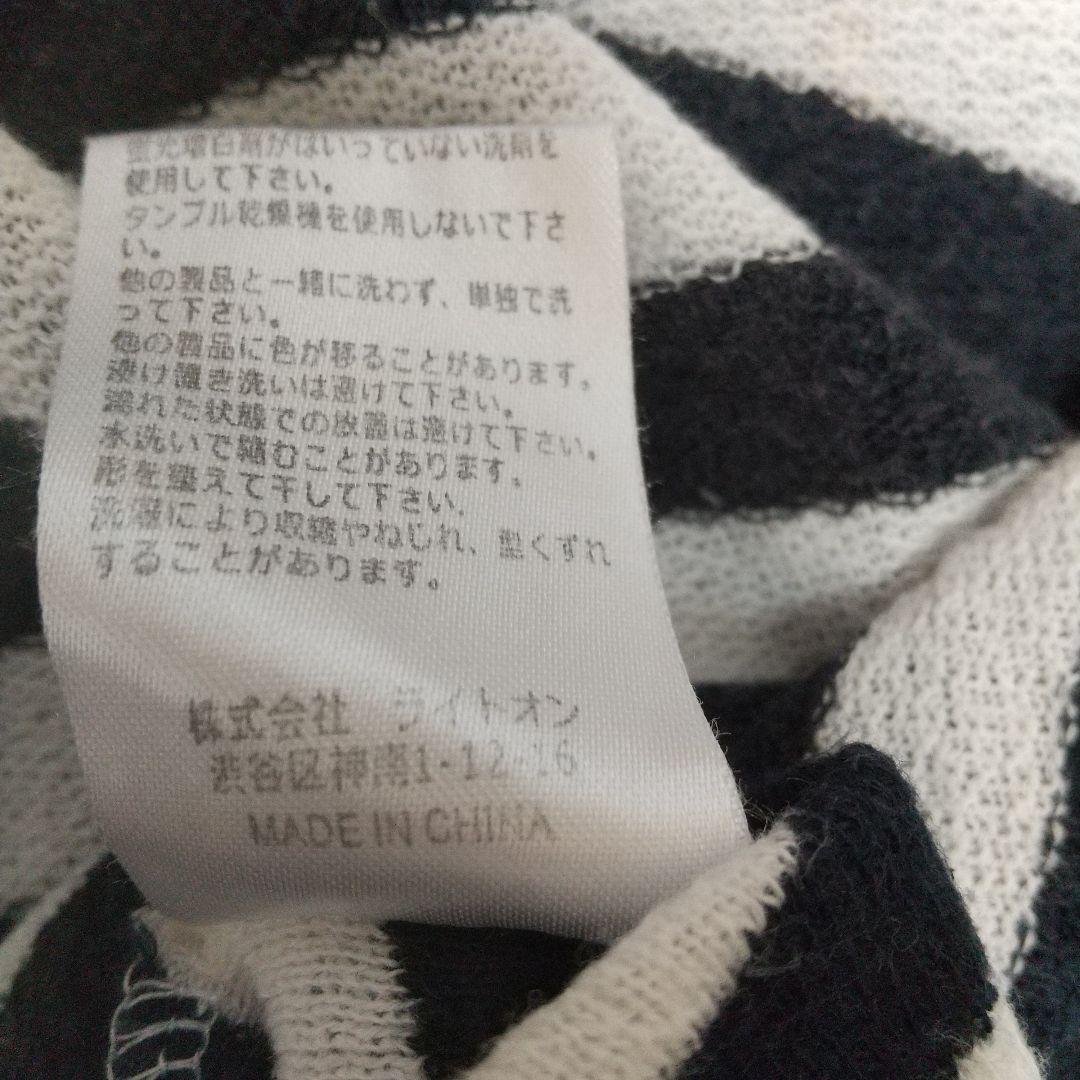 蛍光増白剤がはいっていない洗剤を
使用して下さい。
タンブル乾燥機を使用しないで下さ
い。
他の製品と一緒に洗わず、単独で洗
って下さい。
他の製品に色が移ることがあります。
浸け置き洗いは避けて下さい。
濡れた状態での放置は避けて下さい。
水洗いで縮むことがあります。
形を整えて干して下さい。
洗濯により収縮やねじれ、型くずれ
することがあります。
株式会社 ライトオン
渋谷区神南1-12-16
MADE IN CHINA